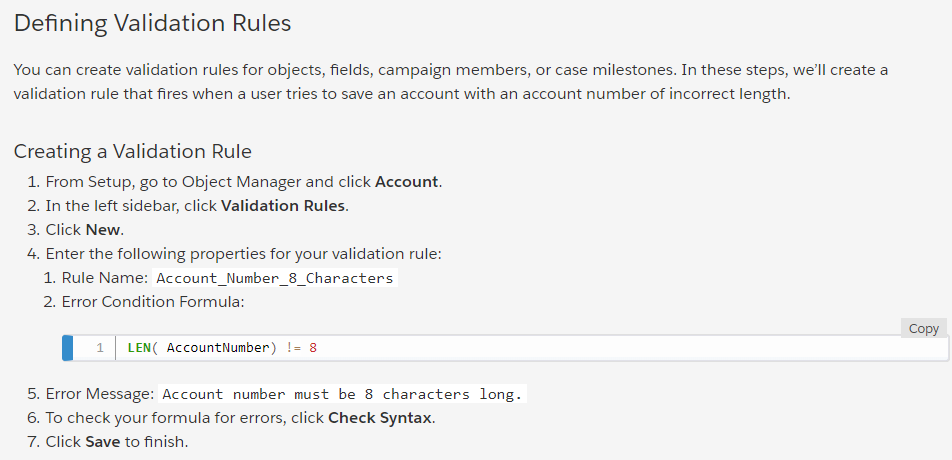 Defining Validation Rules
You can create validation rules for objects, fields, campaign members, or case milestones. In these steps, we’ll create a
validation rule that fires when a user tries to save an account with an account number of incorrect length.
Creating a Validation Rule
1. From Setup, go to Object Manager and click Account.
2. In the left sidebar, click Validation Rules.
3. Click New.
4. Enter the following properties for your validation rule:
1. Rule Name: Account_Number_8_Characters
2. Error Condition Formula:
Copy
1 LEN( AccountNumber) != 8
5. Error Message: Account number must be 8 characters long.
6. To check your formula for errors, click Check Syntax.
7. Click Save to finish.